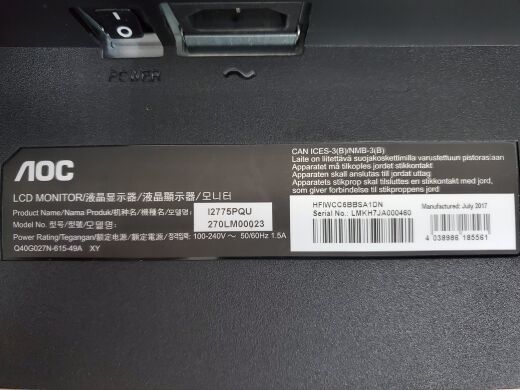 POWER
AOC
LCD MONITOR/液晶显示器/液晶顯示器/모니터
Product Name/Nama Produk/机种名/機種名/모델명: I2775PQU
Model No./型号/型號/모델명: 270LM00023
Power Rating/Tegangan/额定电源/額定電源/정격입력: 100-240V ~ 50/60Hz 1.5A
Q40G027N-615-49A XY
CAN ICES-3(B)/NMB-3(B)
Laite on liitettävä suojakoskettimilla varustettuun pistorasiaan
Apparatet må tilkoples jordet stikkontakt
Apparaten skall anslutas till jordat uttag
Apparatets stikprop skal tilsluttes en stikkontakt med jord,
som giver forbindelse til stikproppens jord
HFIWCC6BBSA1DN
Serial No.: LMKH7JA000460
Manufactured: July 2017
4 038986 185561